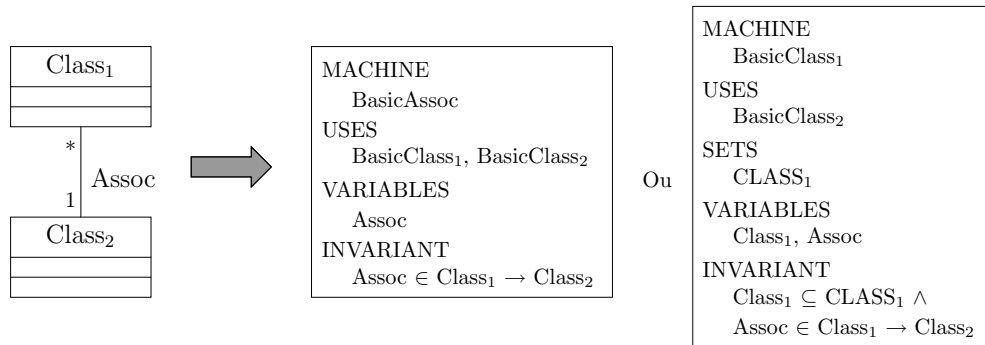 Class₁
*
Assoc
1
Class₂
MACHINE
BasicAssoc
USES
BasicClass₁, BasicClass₂
VARIABLES
Assoc
INVARIANT
Assoc ∈ Class₁ → Class₂
Ou
MACHINE
BasicClass₁
USES
BasicClass₂
SETS
CLASS₁
VARIABLES
Class₁, Assoc
INVARIANT
Class₁ ⊆ CLASS₁ ∧
Assoc ∈ Class₁ → Class₂